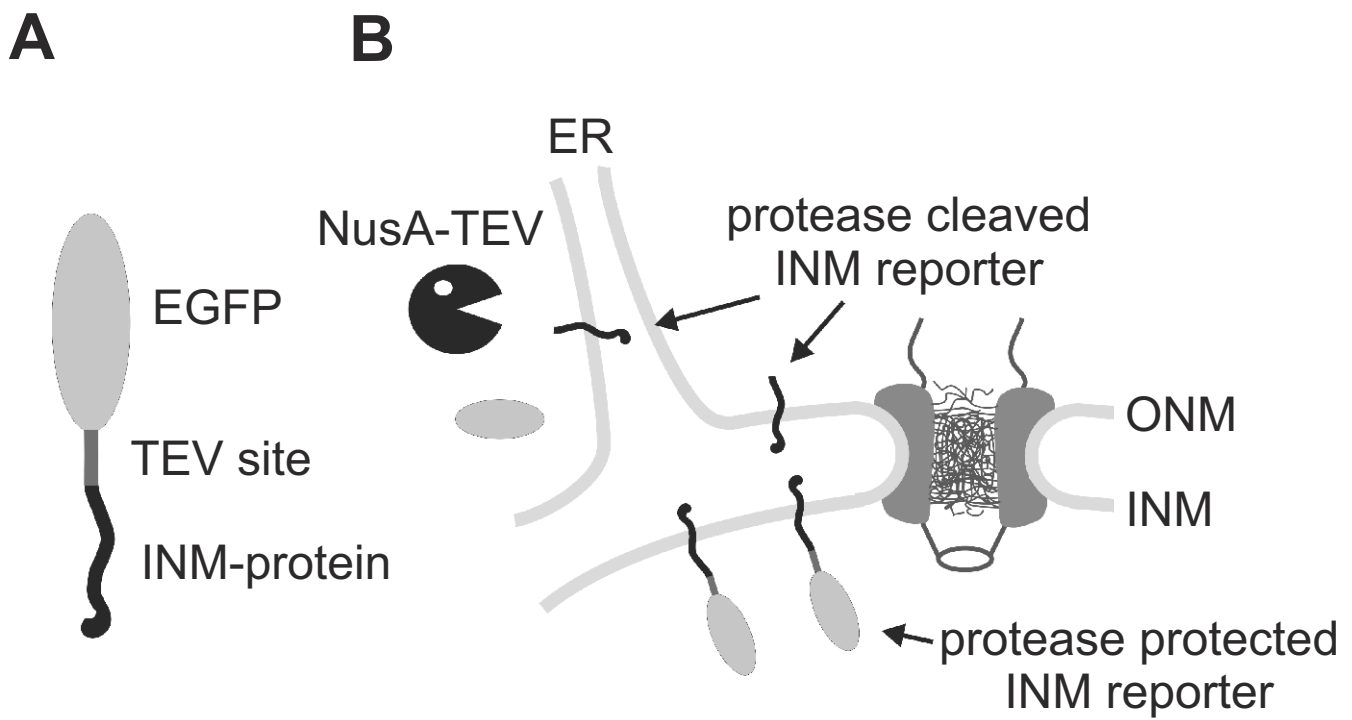 A
B
ER
NusA-TEV
protease cleaved
INM reporter
EGFP
TEV site
INM-protein
ONM
INM
protease protected
INM reporter